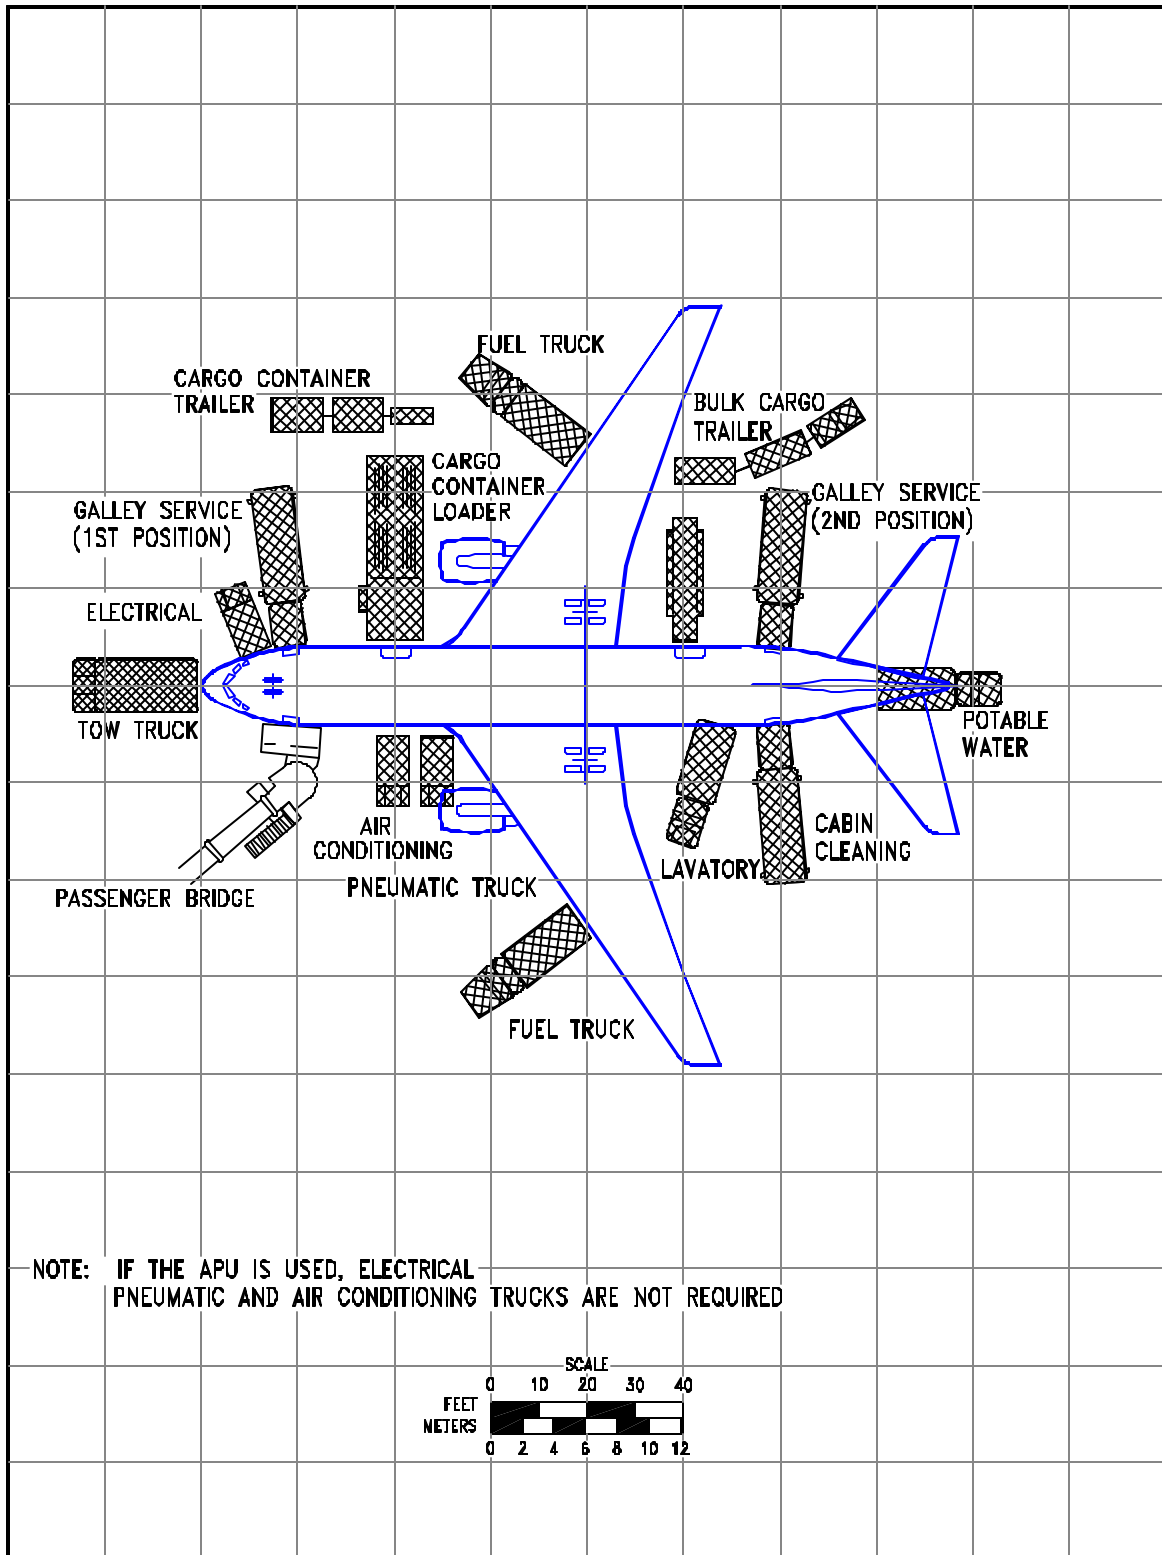 FUEL TRUCK
CARGO CONTAINER
TRAILER
BULK CARGO
TRAILER
CARGO
CONTAINER
LOADER
GALLEY SERVICE
(1ST POSITION)
GALLEY SERVICE
(2ND POSITION)
ELECTRICAL
TOW TRUCK
POTABLE
WATER
AIR
CONDITIONING
CABIN
CLEANING
LAVATORY
PNEUMATIC TRUCK
PASSENGER BRIDGE
FUEL TRUCK
NOTE: IF THE APU IS USED, ELECTRICAL
PNEUMATIC AND AIR CONDITIONING TRUCKS ARE NOT REQUIRED
SCALE
0 10 20 30 40
FEET
METERS
0 2 4 6 8 10 12